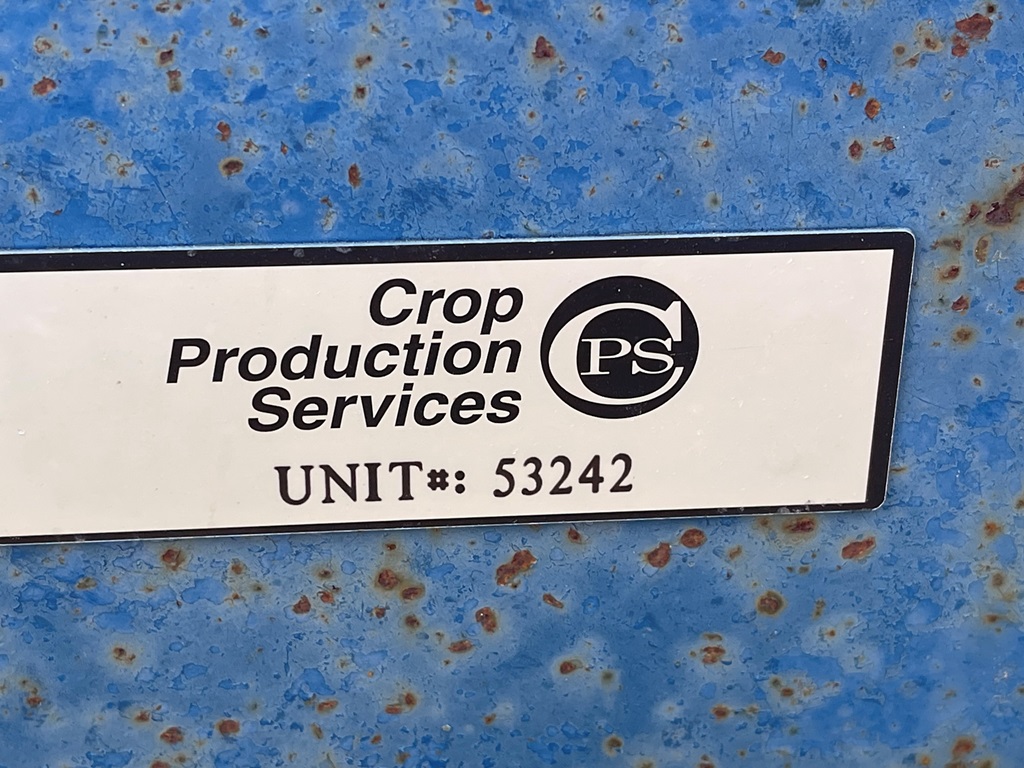 Crop
Production
Services
CPS
UNIT#: 53242